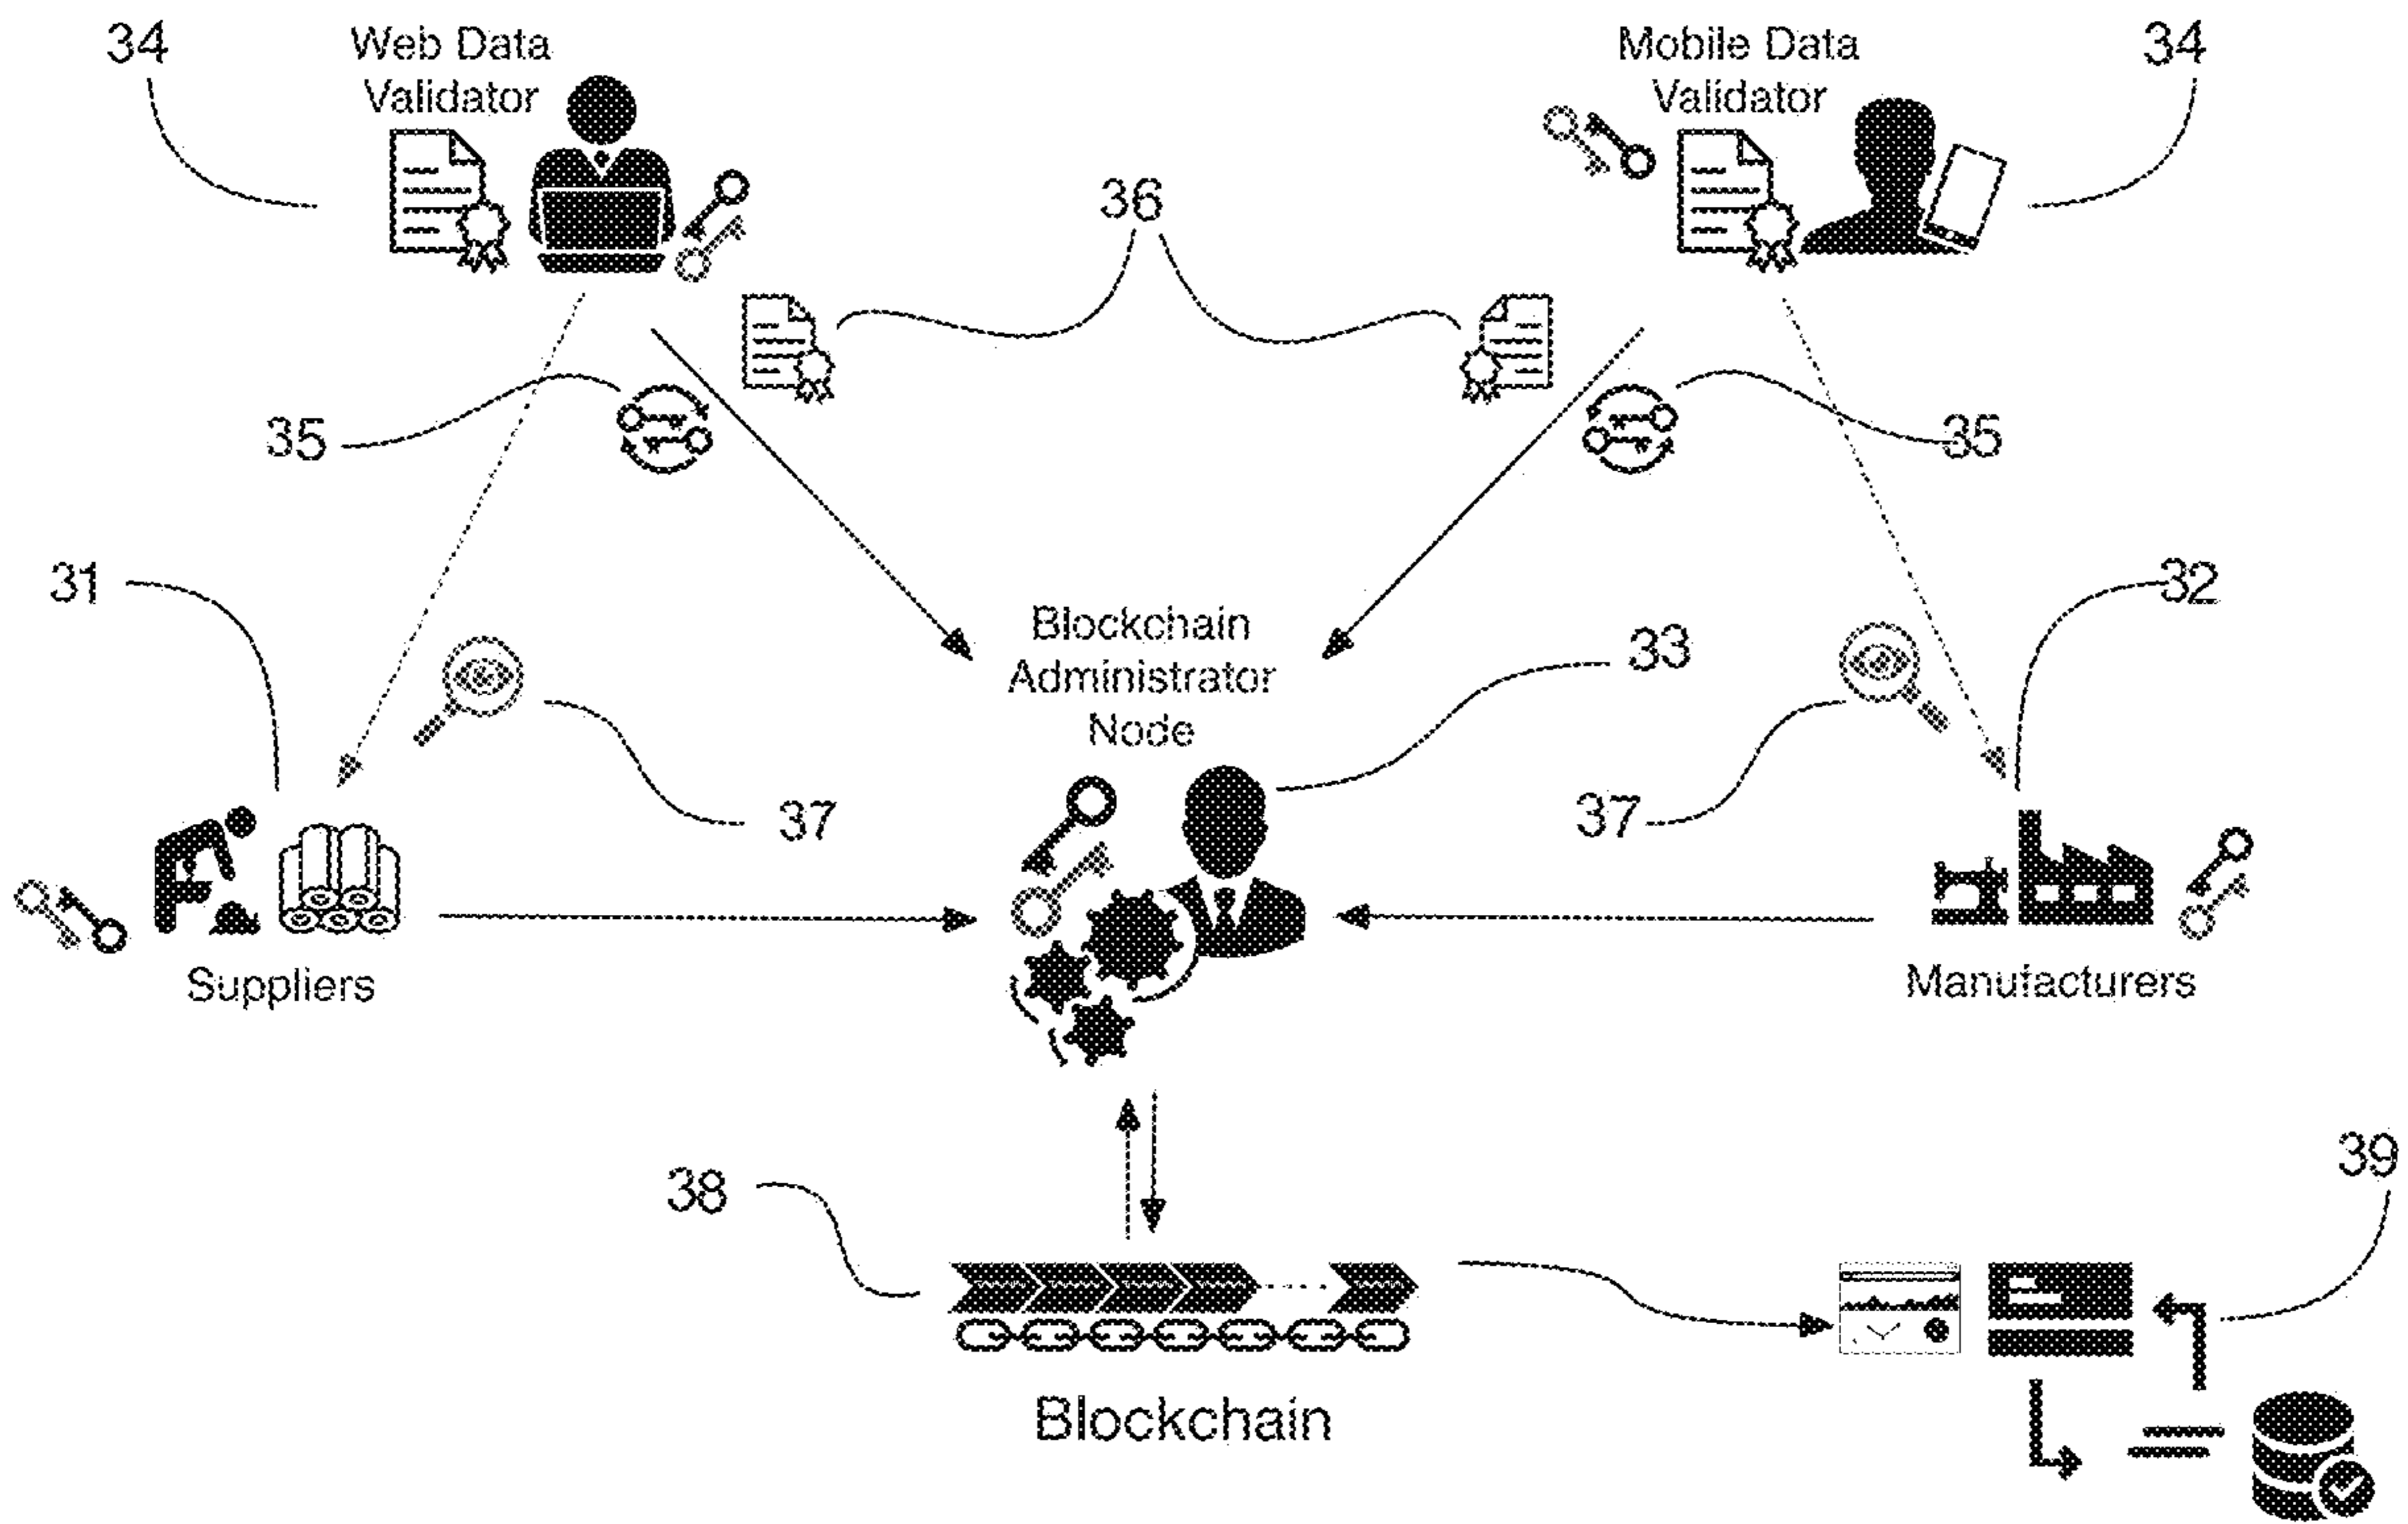 34
Web Data
Validator
Mobile Data
Validator
34
36
35
35
31
32
Blockchain
Administrator
Node
33
37
37
Suppliers
Manufacturers
38
39
Blockchain